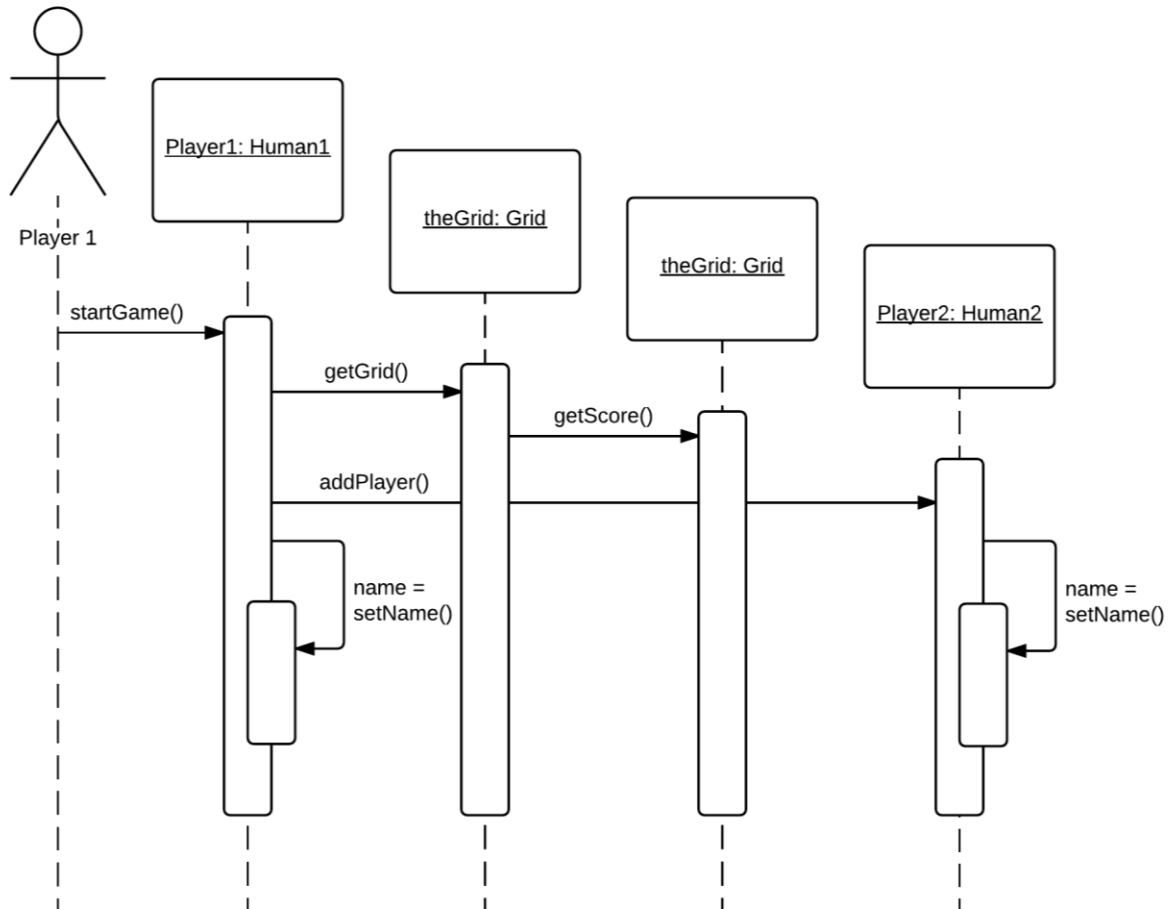 Player1: Human1
theGrid: Grid
Player 1
theGrid: Grid
Player2: Human2
startGame()
getGrid()
getScore()
addPlayer()
name =
setName()
name =
setName()